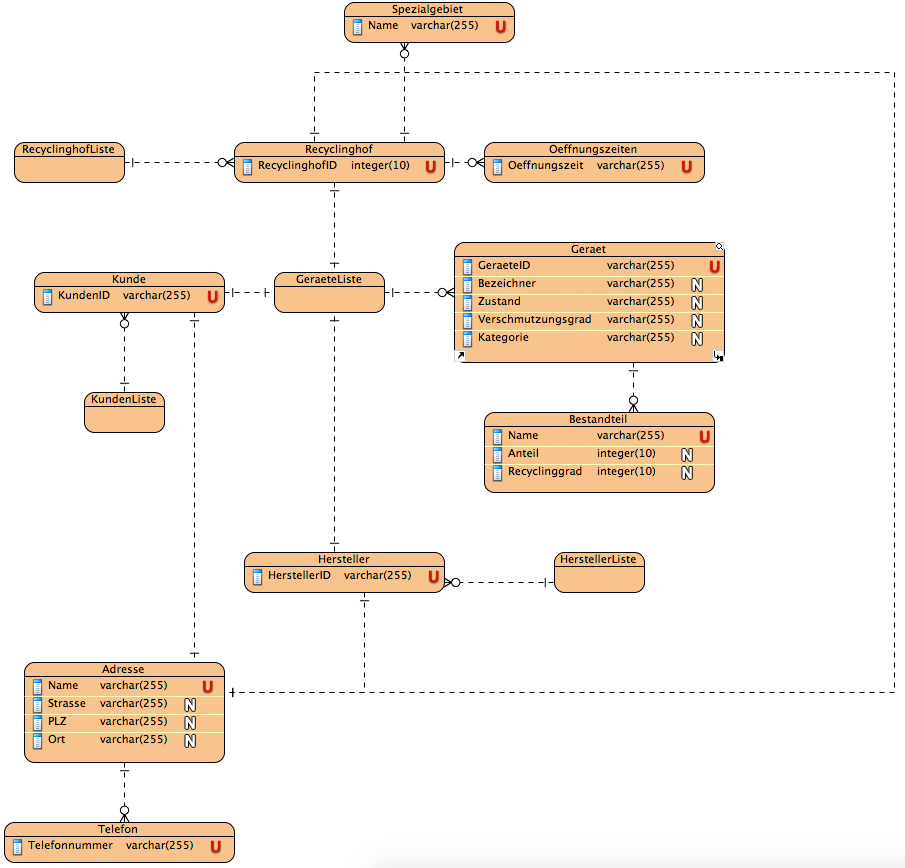 Spezialgebiet
Name varchar(255) U
RecyclinghofListe
Recyclinghof
RecyclinghofID integer(10) U
Oeffnungszeiten
Oeffnungszeit varchar(255) U
Kunde
KundenID varchar(255) U
GeraeteListe
Geraet
GeraeteID varchar(255) U
Bezeichner varchar(255) N
Zustand varchar(255) N
Verschmutzungsgrad varchar(255) N
Kategorie varchar(255) N
KundenListe
Bestandteil
Name varchar(255) U
Anteil integer(10) N
Recyclinggrad integer(10) N
Hersteller
HerstellerID varchar(255) U
HerstellerListe
Adresse
Name varchar(255) U
Strasse varchar(255) N
PLZ varchar(255) N
Ort varchar(255) N
Telefon
Telefonnummer varchar(255) U